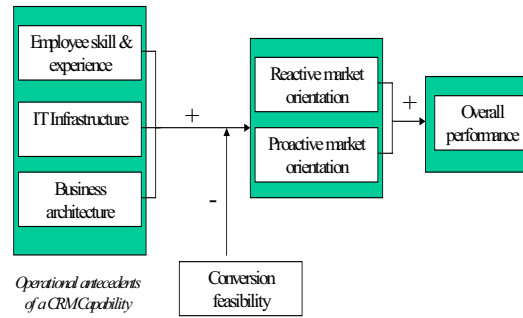 Employee skill &
experience
IT Infrastructure
Business
architecture
Operational antecedents
of a CRM Capability
+
-
Conversion
feasibility
Reactive market
orientation
Proactive market
orientation
+
Overall
performance